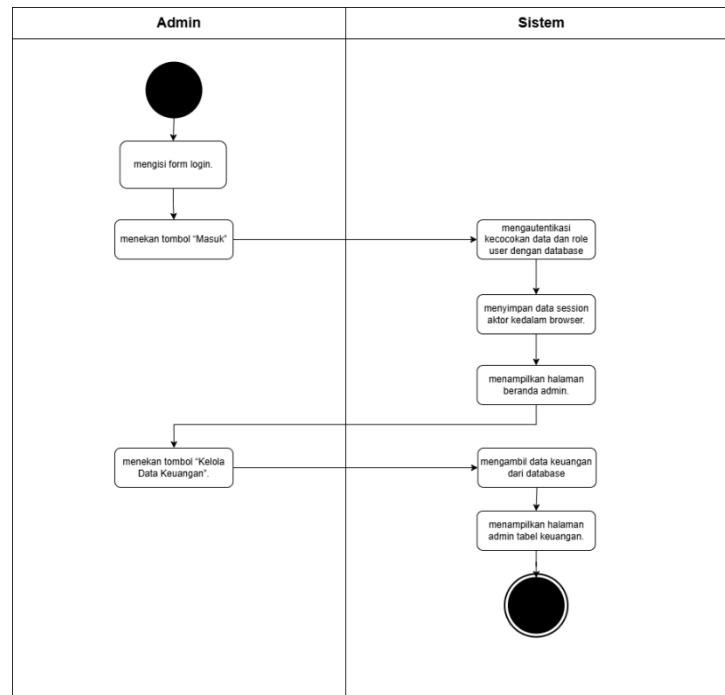 Admin
Sistem
mengisi form login.
menekan tombol "Masuk"
mengautentikasi
kecocokan data dan role
user dengan database
menyimpan data session
aktor kedalam browser.
menampilkan halaman
beranda admin.
menekan tombol "Kelola
Data Keuangan".
mengambil data keuangan
dari database
menampilkan halaman
admin tabel keuangan.